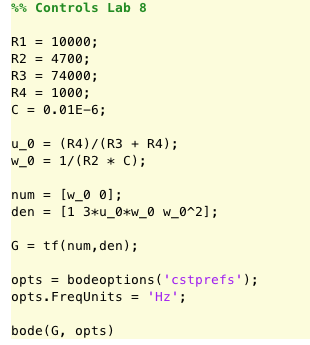 %% Controls Lab 8
R1 = 10000;
R2 = 4700;
R3 = 74000;
R4 = 1000;
C = 0.01E-6;
u_0 = (R4)/(R3 + R4);
w_0 = 1/(R2 * C);
num = [w_0 0];
den = [1 3*u_0*w_0 w_0^2];
G = tf(num,den);
opts = bodeoptions('cstprefs');
opts.FreqUnits = 'Hz';
bode(G, opts)